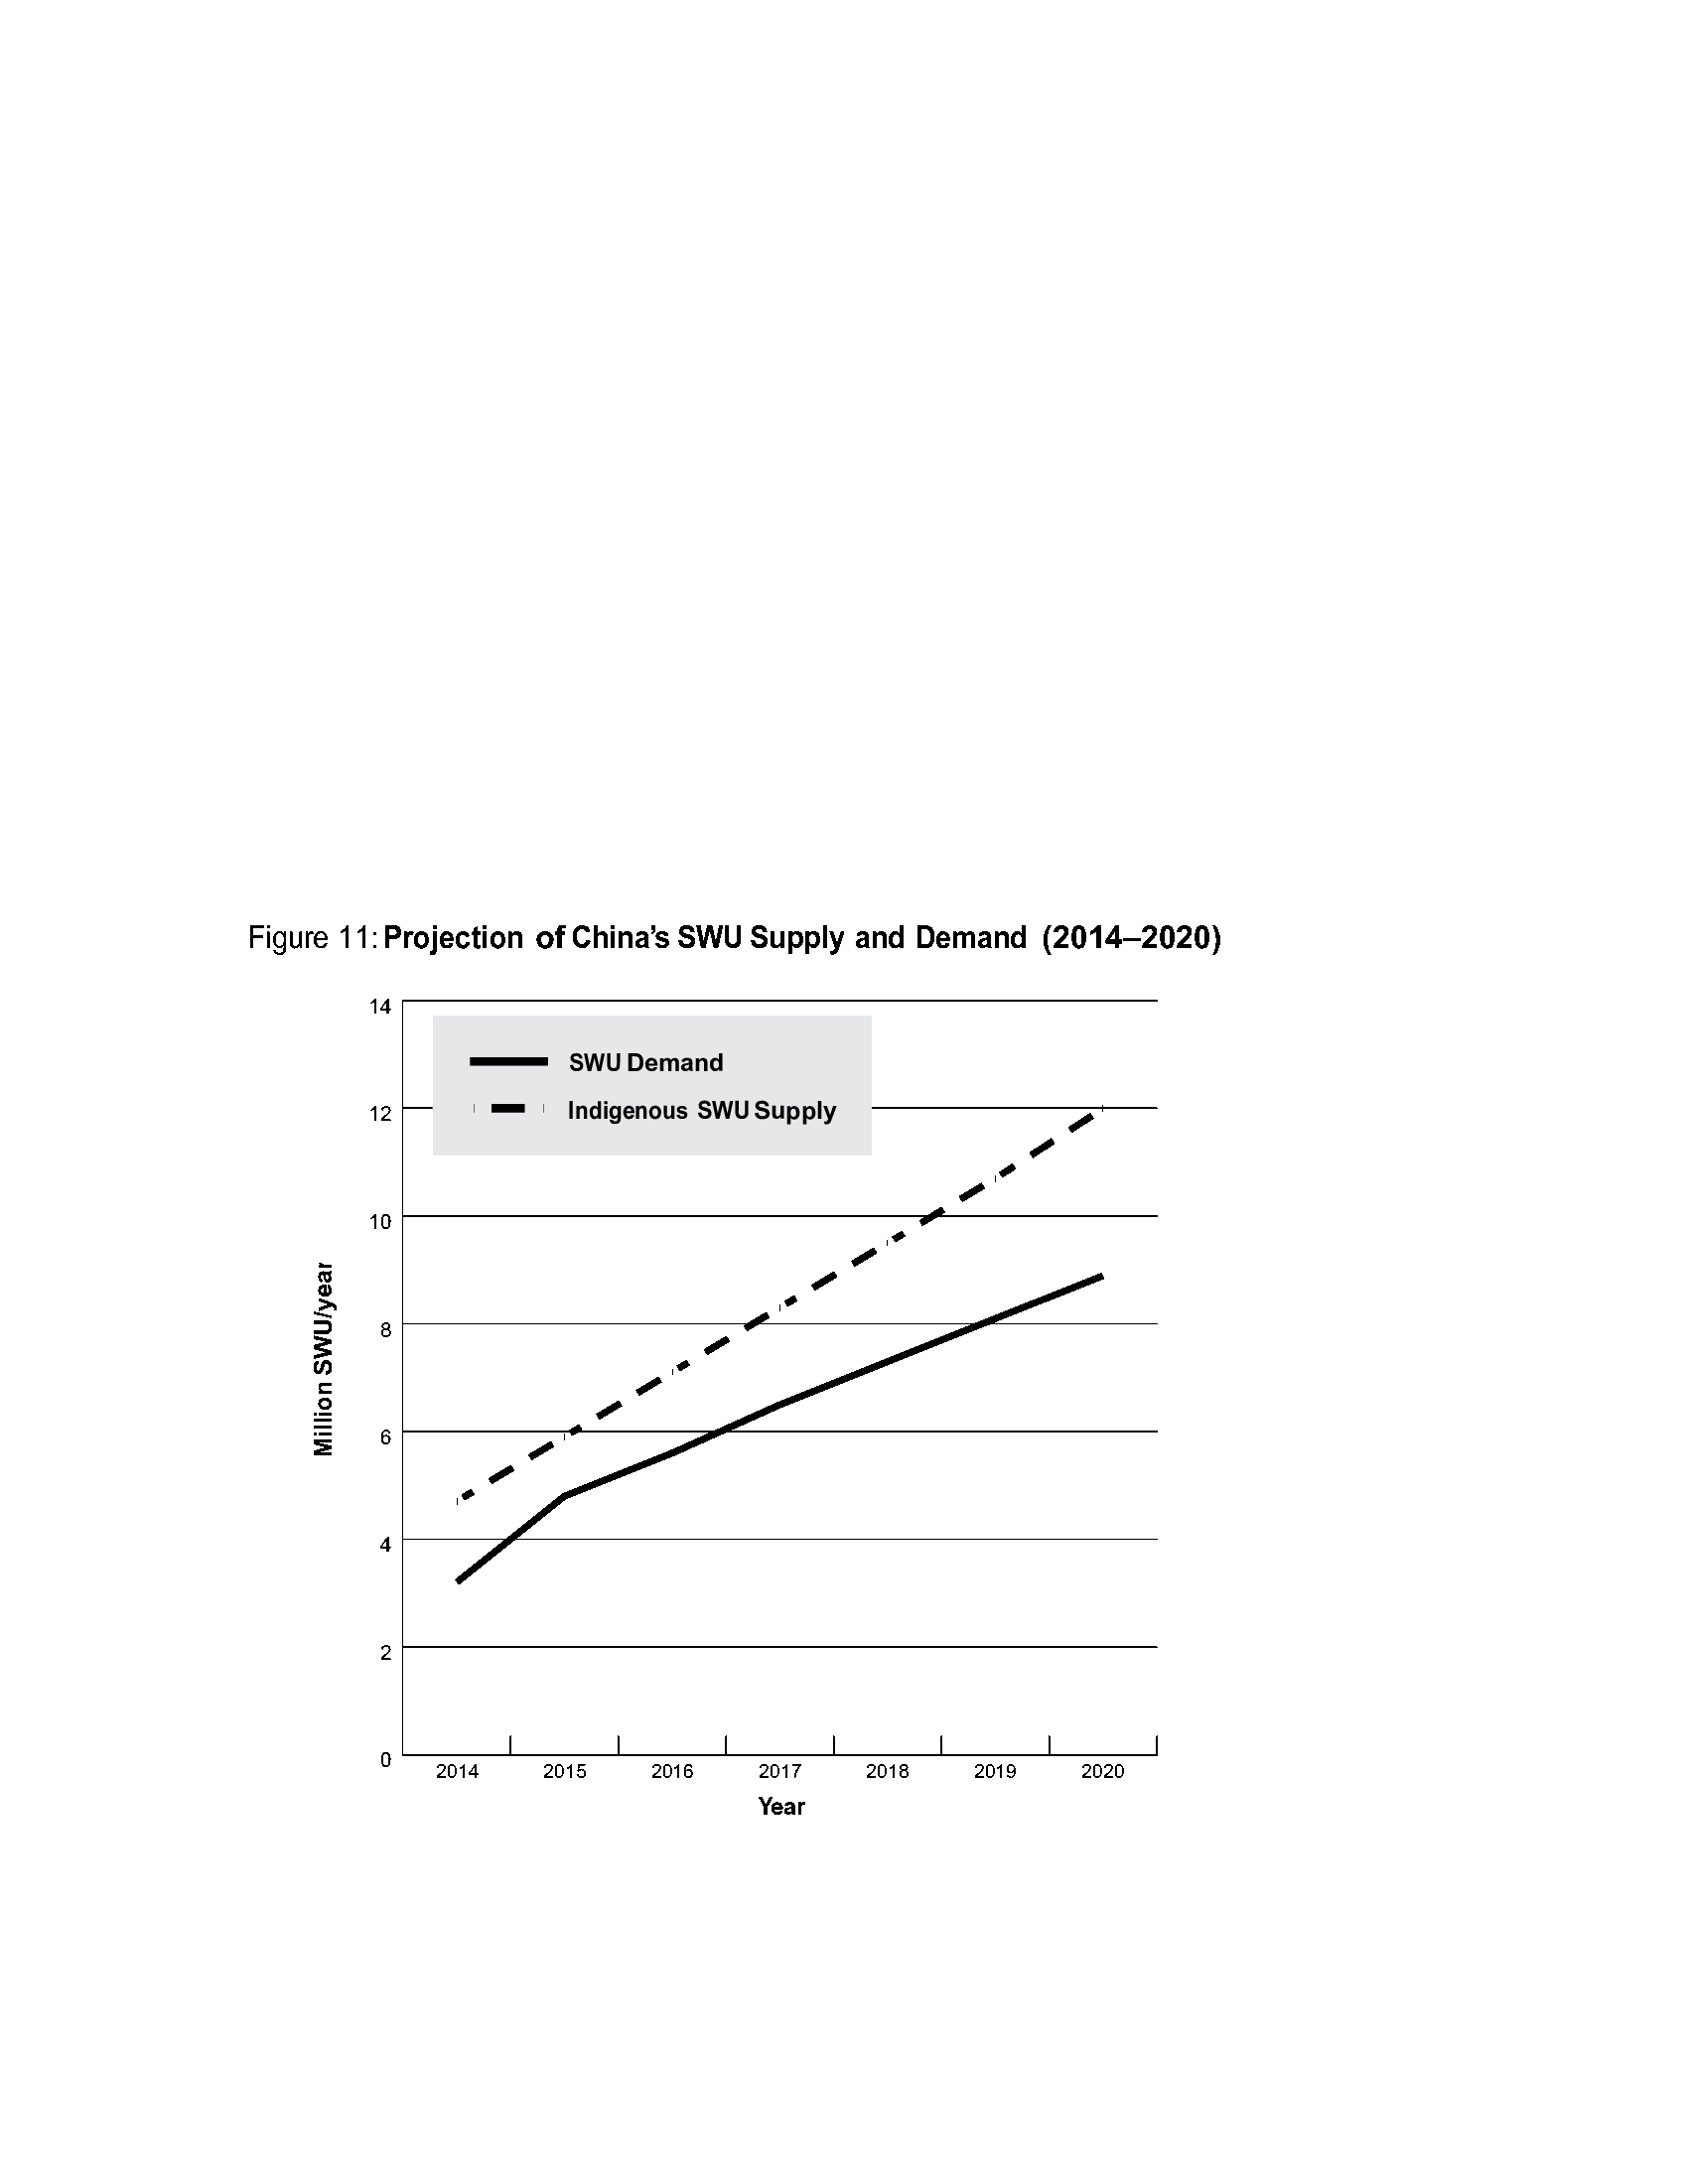 Figure 11: Projection of China’s SWU Supply and Demand (2014–2020)
14
SWU Demand
Indigenous SWU Supply
12
10
8
6
4
2
0
Million SWU/year
2014 2015 2016 2017 2018 2019 2020
Year